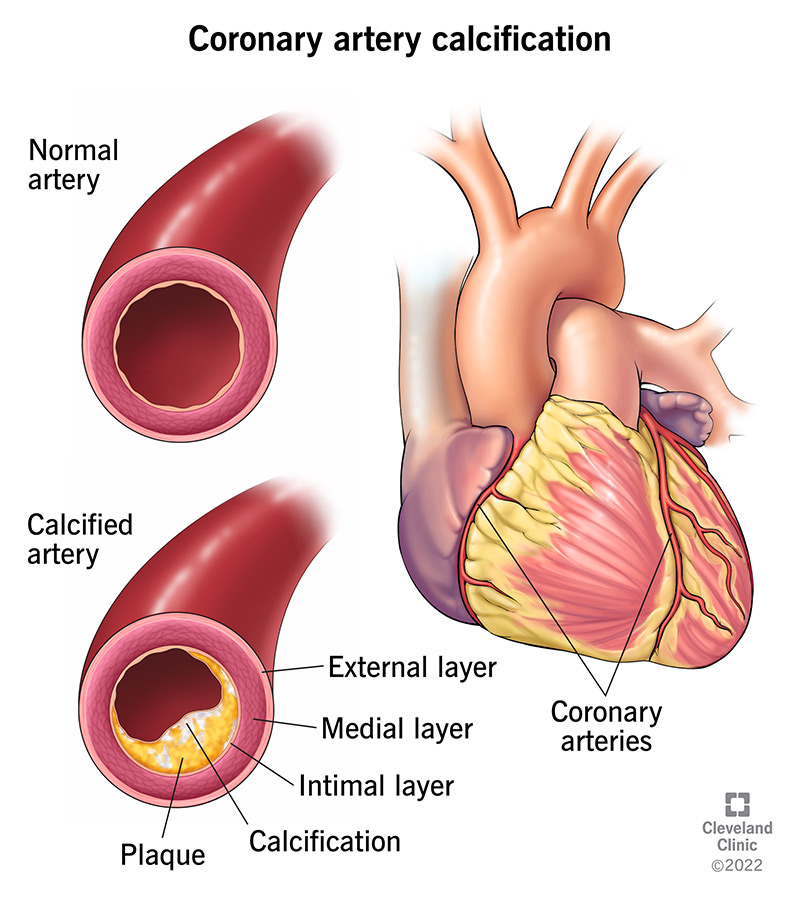 Coronary artery calcification
Normal
artery
Calcified
artery
External layer
Medial layer
Intimal layer
Calcification
Plaque
Coronary
arteries
Cleveland
Clinic
©2022